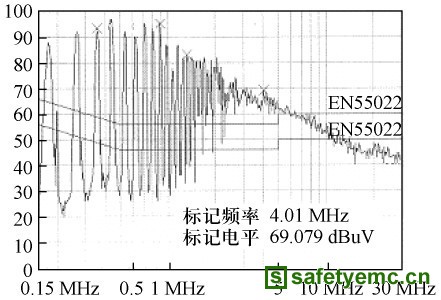 100
90
80
70
60
50
40
30
20
10
0
EN55022
EN55022
标记频率 4.01 MHz
标记电平 69.079 dBuV
0.15 MHz 0.5 1 MHz 5 10 MHz 30 MHz
S safetyemc.cn